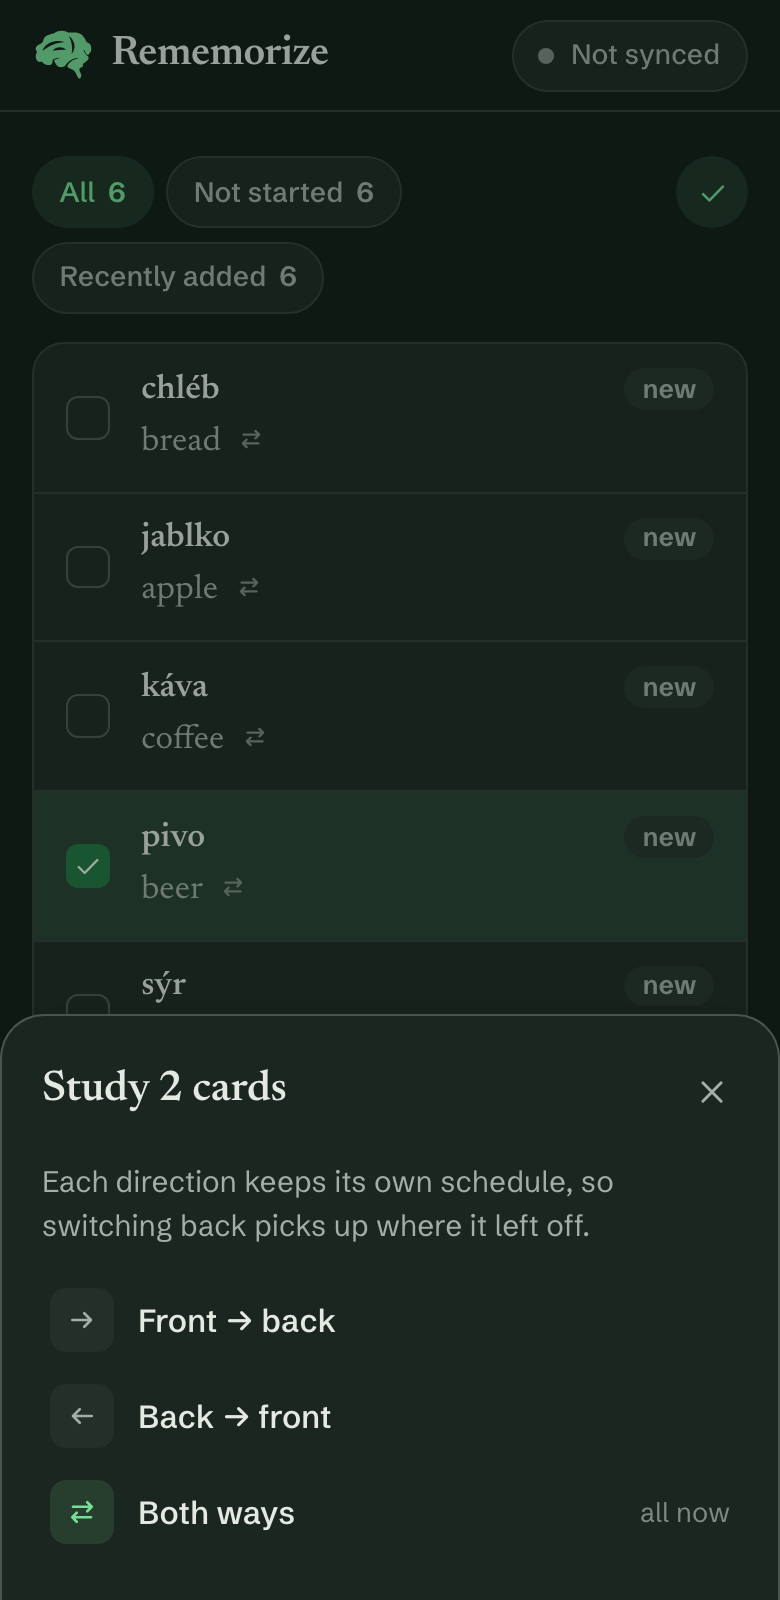 Rememorize
Not synced
All 6
Not started 6
Recently added 6
chléb
new
bread ⇄
jablko
new
apple ⇄
káva
new
coffee ⇄
pivo
new
beer ⇄
sýr
new
Study 2 cards
Each direction keeps its own schedule, so
switching back picks up where it left off.
Front → back
Back → front
Both ways
all now